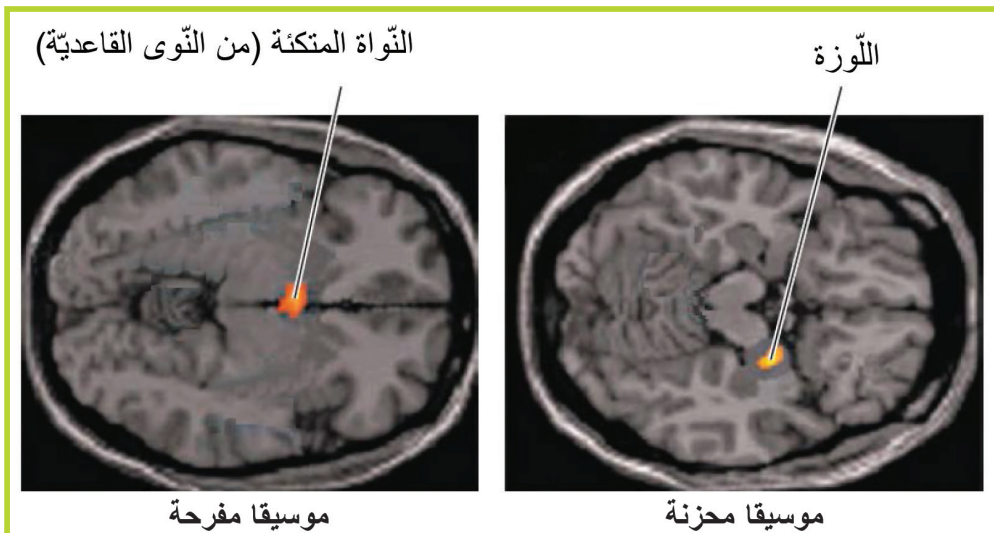 اللّوزة
النّواة المتكئة (من النّوى القاعديّة)
موسيقا محزنة
موسيقا مفرحة